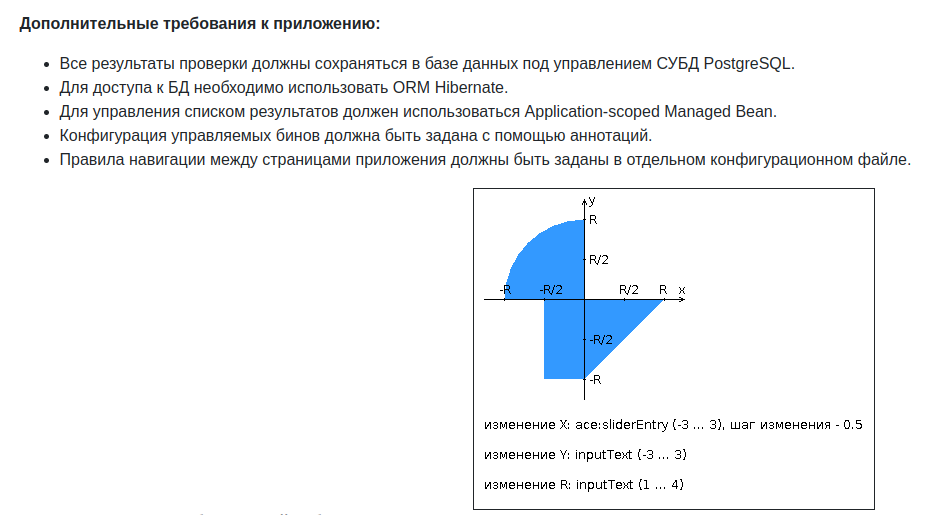 Дополнительные требования к приложению:
Все результаты проверки должны сохраняться в базе данных под управлением СУБД PostgreSQL.
Для доступа к БД необходимо использовать ORM Hibernate.
Для управления списком результатов должен использоваться Application-scoped Managed Bean.
Конфигурация управляемых бинов должна быть задана с помощью аннотаций.
Правила навигации между страницами приложения должны быть заданы в отдельном конфигурационном файле.
y
R
R/2
-R
-R/2
R/2
R
x
-R/2
-R
изменение X: ace:sliderEntry (-3 ... 3), шаг изменения - 0.5
изменение Y: inputText (-3 ... 3)
изменение R: inputText (1 ... 4)